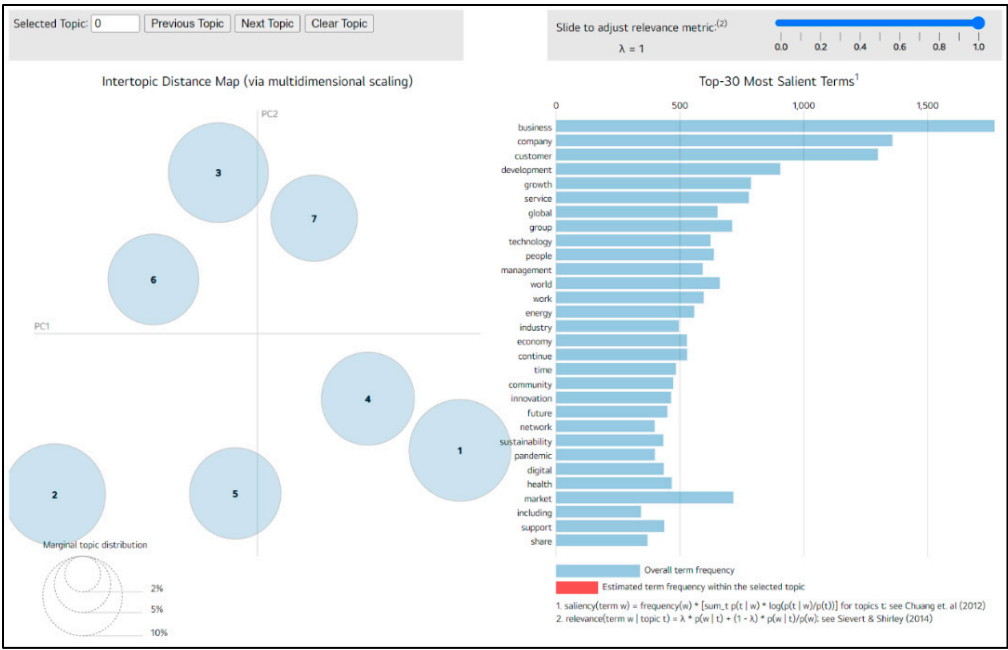 Selected Topic: 0 Previous Topic Next Topic Clear Topic
Slide to adjust relevance metric:(2)
λ = 1
0.0 0.2 0.4 0.6 0.8 1.0
Intertopic Distance Map (via multidimensional scaling)
PC2
PC1
3
7
6
4
1
2
5
Marginal topic distribution
2%
5%
10%
Top-30 Most Salient Terms1
0 500 1,000 1,500
business
company
customer
development
growth
service
global
group
technology
people
management
world
work
energy
industry
economy
continue
time
community
innovation
future
network
sustainability
pandemic
digital
health
market
including
support
share
Overall term frequency
Estimated term frequency within the selected topic
1. saliency(term w) = frequency(w) * [sum_t p(t | w) * log(p(t | w)/p(t))] for topics t; see Chuang et. al (2012)
2. relevance(term w | topic t) = λ * p(w | t) + (1 - λ) * p(w | t)/p(w); see Sievert & Shirley (2014)